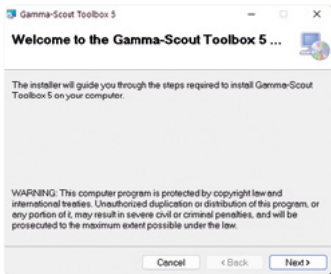 Gamma-Scout Toolbox 5
Welcome to the Gamma-Scout Toolbox 5 ...
The installer will guide you through the steps required to install Gamma-Scout
Toolbox 5 on your computer.
WARNING: This computer program is protected by copyright law and
international treaties. Unauthorized duplication or distribution of this program, or
any portion of it, may result in severe civil or criminal penalties, and will be
prosecuted to the maximum extent possible under the law.
Cancel
< Back
Next >